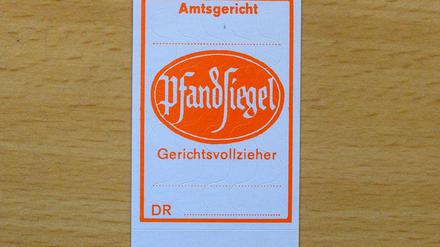 Amtsgericht
Pfandsiegel
Gerichtsvollzieher
DR